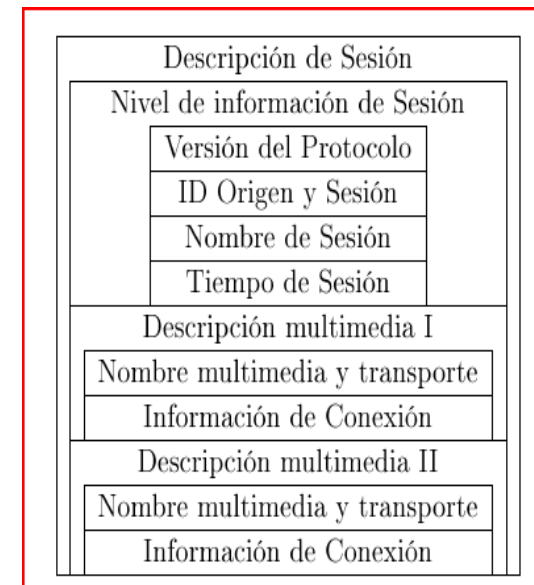 Descripción de Sesión
Nivel de información de Sesión
Versión del Protocolo
ID Origen y Sesión
Nombre de Sesión
Tiempo de Sesión
Descripción multimedia I
Nombre multimedia y transporte
Información de Conexión
Descripción multimedia II
Nombre multimedia y transporte
Información de Conexión